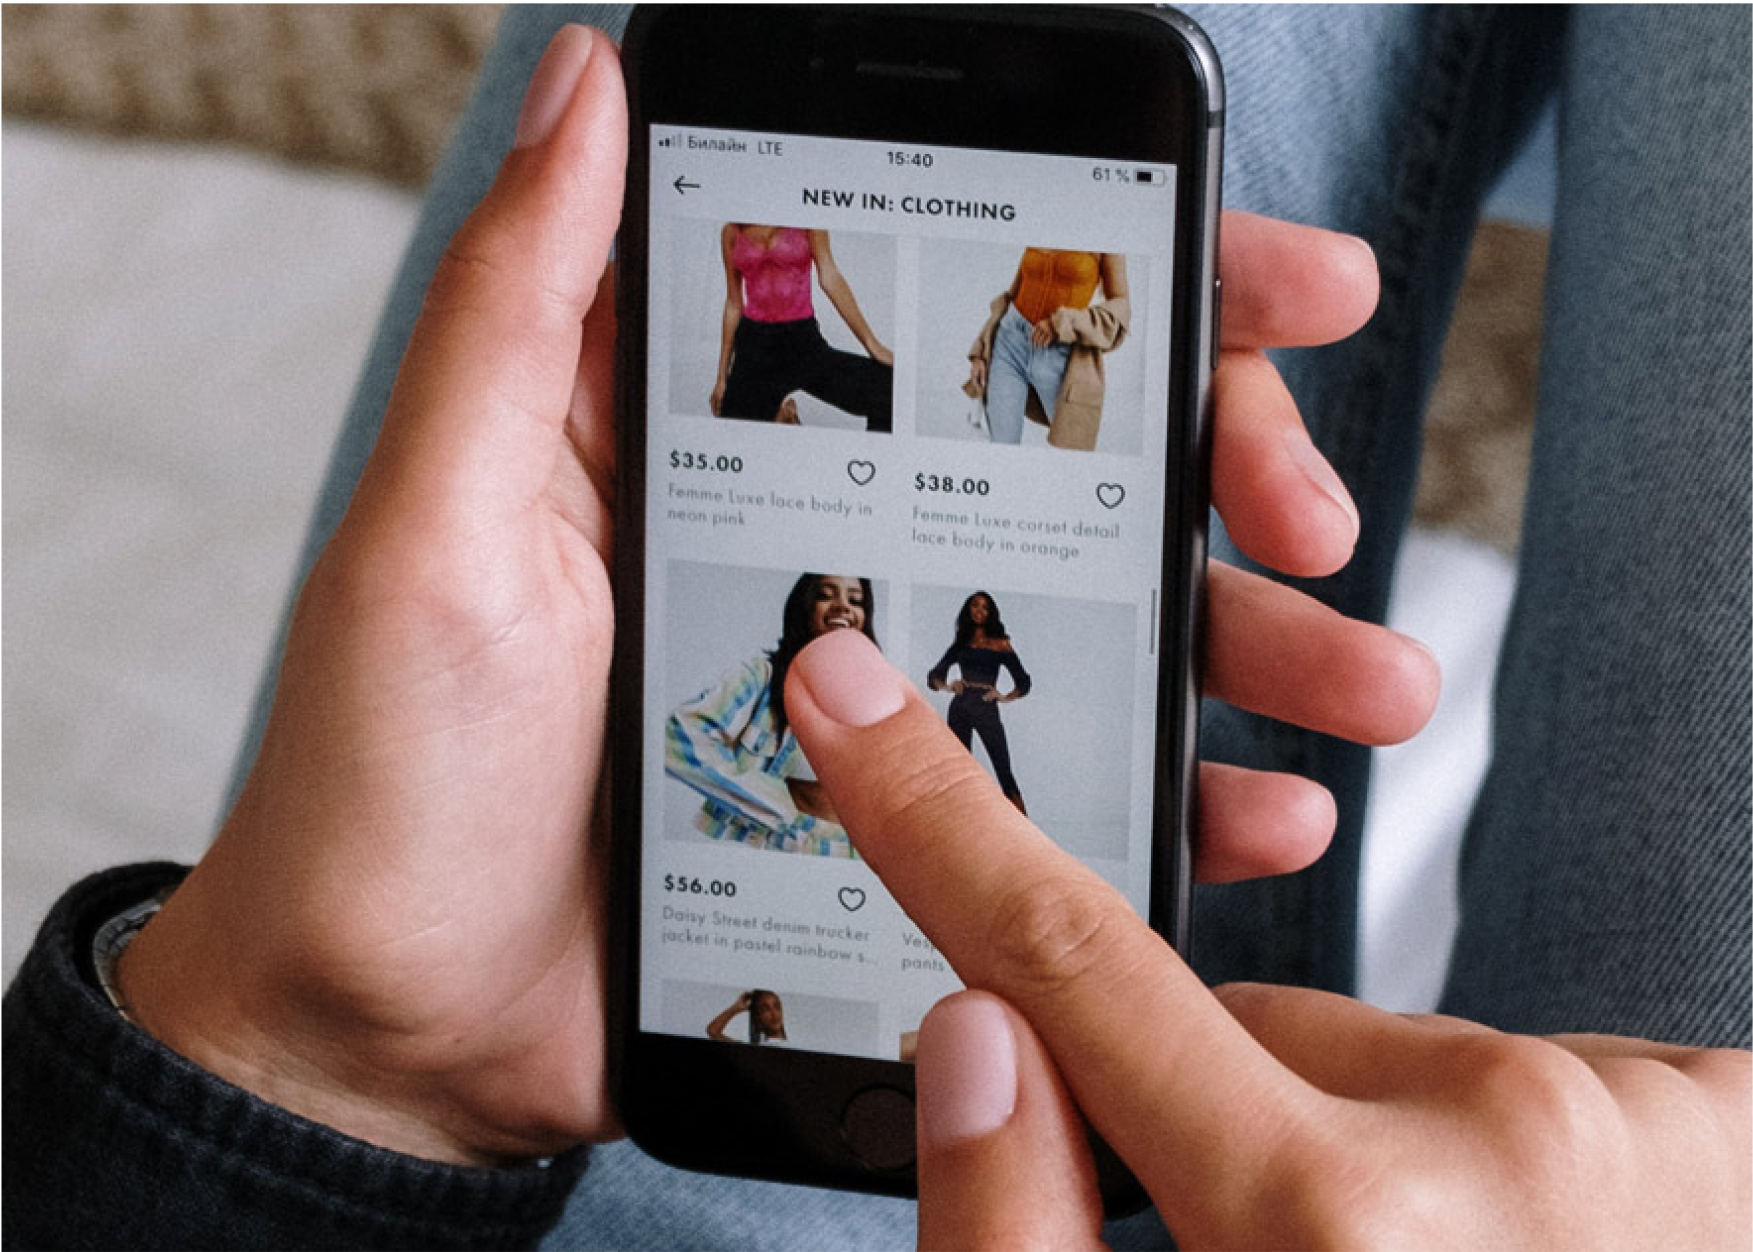 Билайн LTE
15:40
61 %
NEW IN: CLOTHING
$35.00
Femme Luxe lace body in
neon pink
$38.00
Femme Luxe corset detail
lace body in orange
$56.00
Daisy Street denim trucker
jacket in pastel rainbow s...
pants